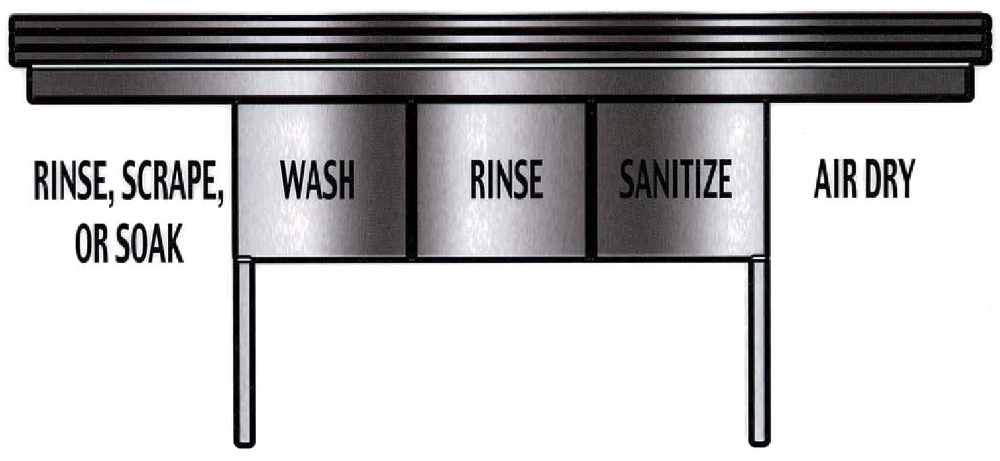 RINSE, SCRAPE,
OR SOAK
WASH
RINSE
SANITIZE
AIR DRY